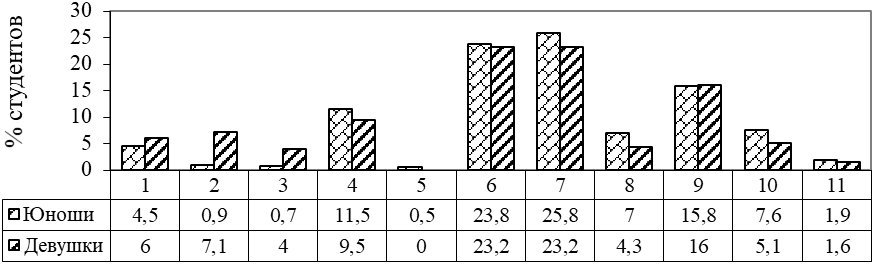 % студентов
30
25
20
15
10
5
0
1 2 3 4 5 6 7 8 9 10 11
Юноши 4,5 0,9 0,7 11,5 0,5 23,8 25,8 7 15,8 7,6 1,9
Девушки 6 7,1 4 9,5 0 23,2 23,2 4,3 16 5,1 1,6